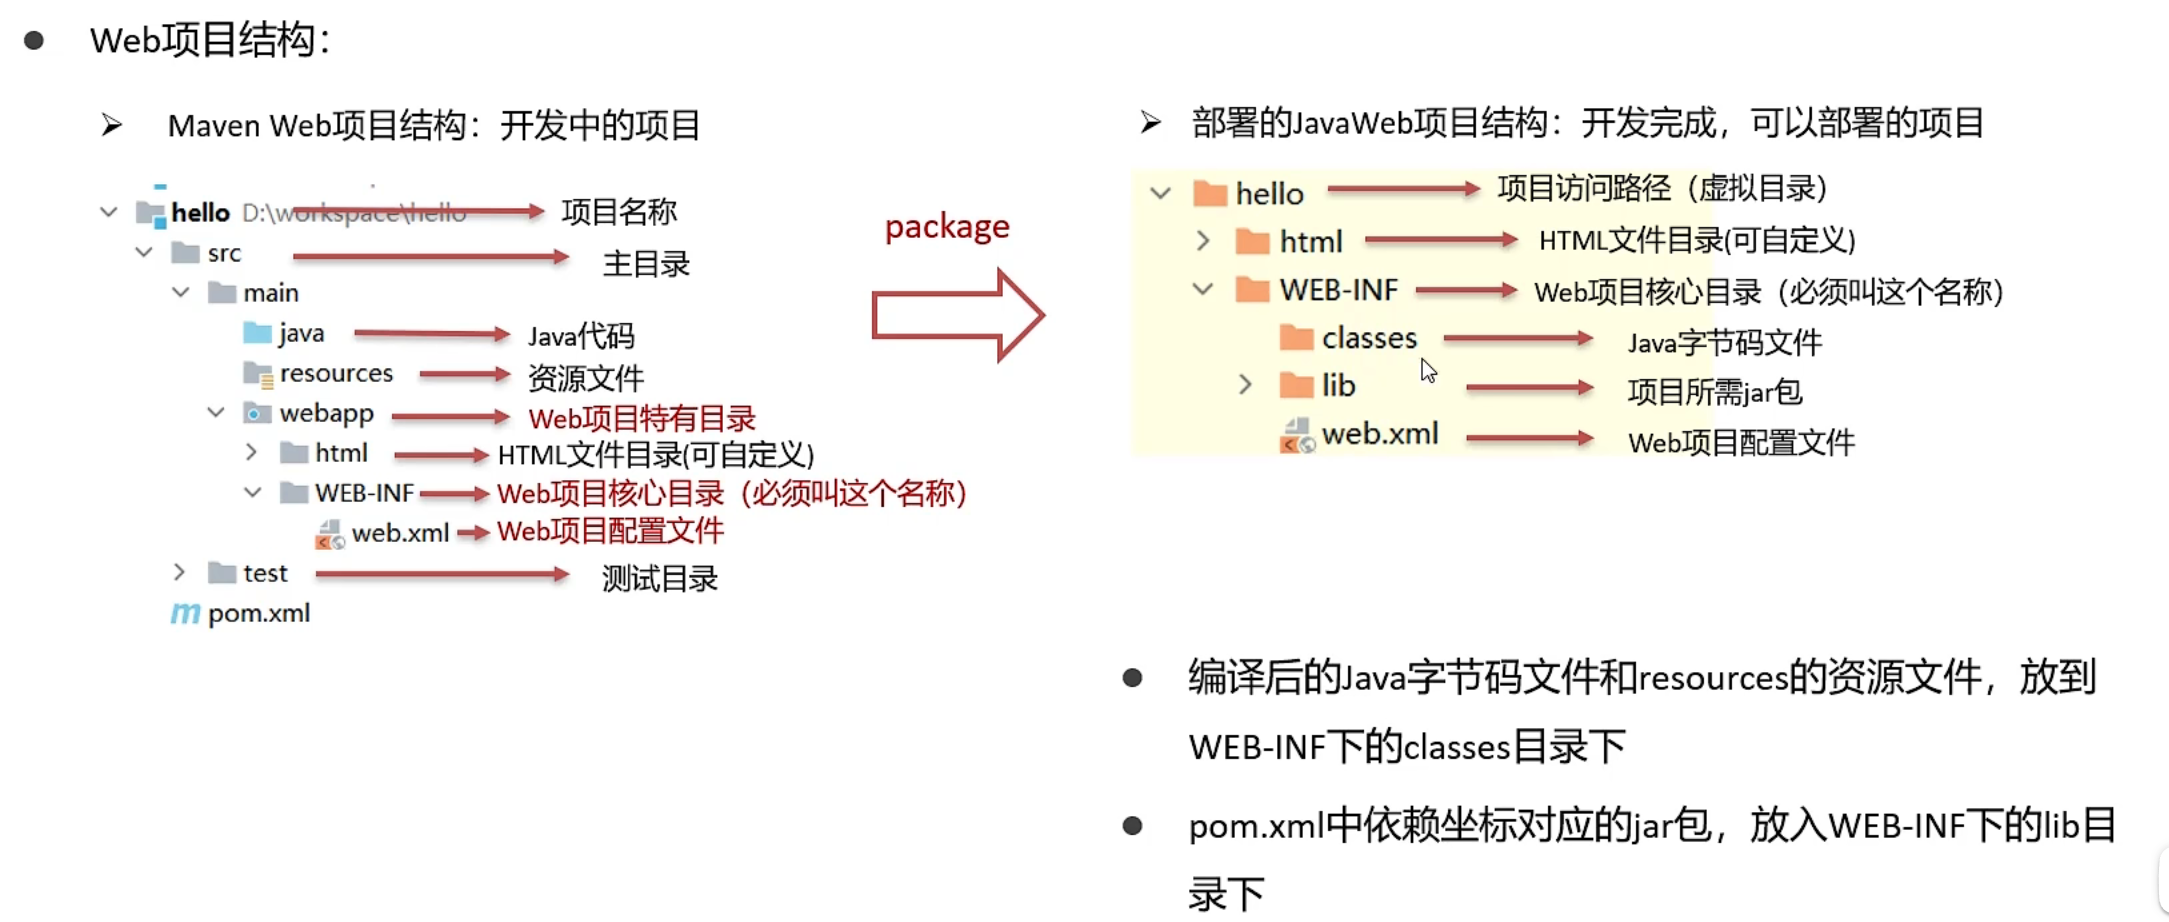 Web项目结构：
Maven Web项目结构：开发中的项目
hello D:\workspace\hello 项目名称
src 主目录
main
java Java代码
resources 资源文件
webapp Web项目特有目录
html HTML文件目录(可自定义)
WEB-INF Web项目核心目录（必须叫这个名称）
web.xml Web项目配置文件
test 测试目录
pom.xml
package
部署的JavaWeb项目结构：开发完成，可以部署的项目
hello 项目访问路径（虚拟目录）
html HTML文件目录(可自定义)
WEB-INF Web项目核心目录（必须叫这个名称）
classes Java字节码文件
lib 项目所需jar包
web.xml Web项目配置文件
编译后的Java字节码文件和resources的资源文件，放到
WEB-INF下的classes目录下
pom.xml中依赖坐标对应的jar包，放入WEB-INF下的lib目
录下